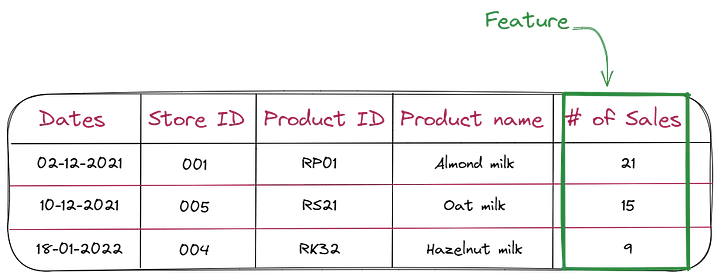 Feature
Dates Store ID Product ID Product name # of Sales
02-12-2021 001 RP01 Almond milk 21
10-12-2021 005 RS21 Oat milk 15
18-01-2022 004 RK32 Hazelnut milk 9